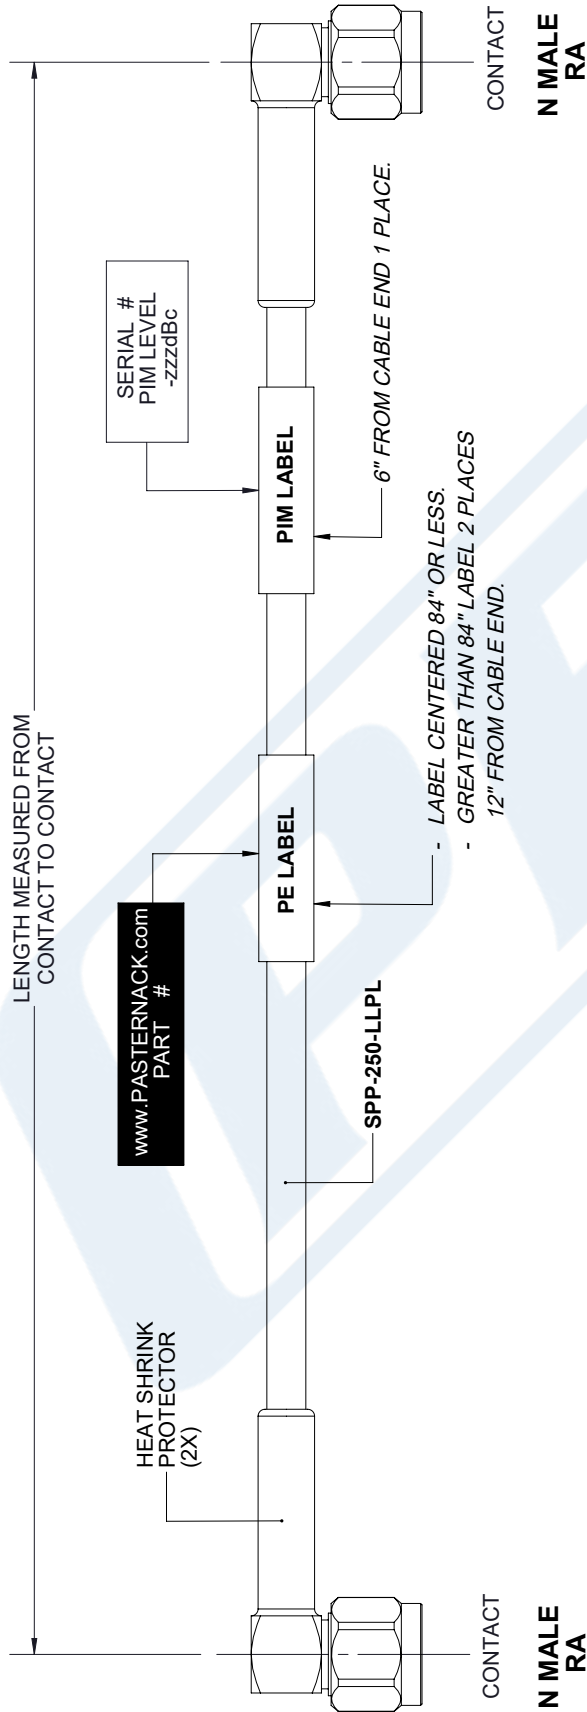 LENGTH MEASURED FROM
CONTACT TO CONTACT
HEAT SHRINK
PROTECTOR
(2X)
www.PASTERNACK.com
PART #
SERIAL #
PIM LEVEL
-zzzdBc
PE LABEL
PIM LABEL
SPP-250-LLPL
6" FROM CABLE END 1 PLACE.
- LABEL CENTERED 84" OR LESS.
- GREATER THAN 84" LABEL 2 PLACES
12" FROM CABLE END.
CONTACT
N MALE
RA
CONTACT
N MALE
RA